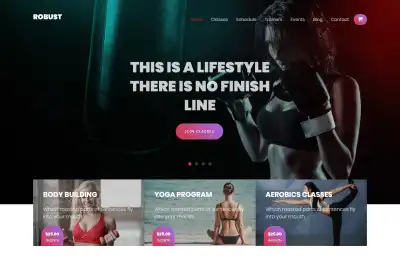 ROBUST
Home Classes Schedule Trainers Events Blog Contact
THIS IS A LIFESTYLE
THERE IS NO FINISH
LINE
JOIN CLASSES
BODY BUILDING
Which roasted parts of sentences fly
into your mouth.
$25.00
YOGA PROGRAM
Which roasted parts of sentences fly
into your mouth.
$25.00
AEROBICS CLASSES
Which roasted parts of sentences fly
into your mouth.
$25.00